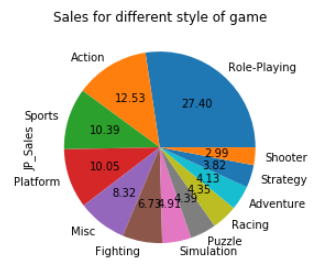 Sales for different style of game
JP_Sales
Role-Playing
27.40
Action
12.53
Sports
10.39
Platform
10.05
Misc
8.32
Fighting
6.73
Simulation
4.91
Puzzle
4.39
Racing
4.35
Adventure
4.13
Strategy
3.82
Shooter
2.99